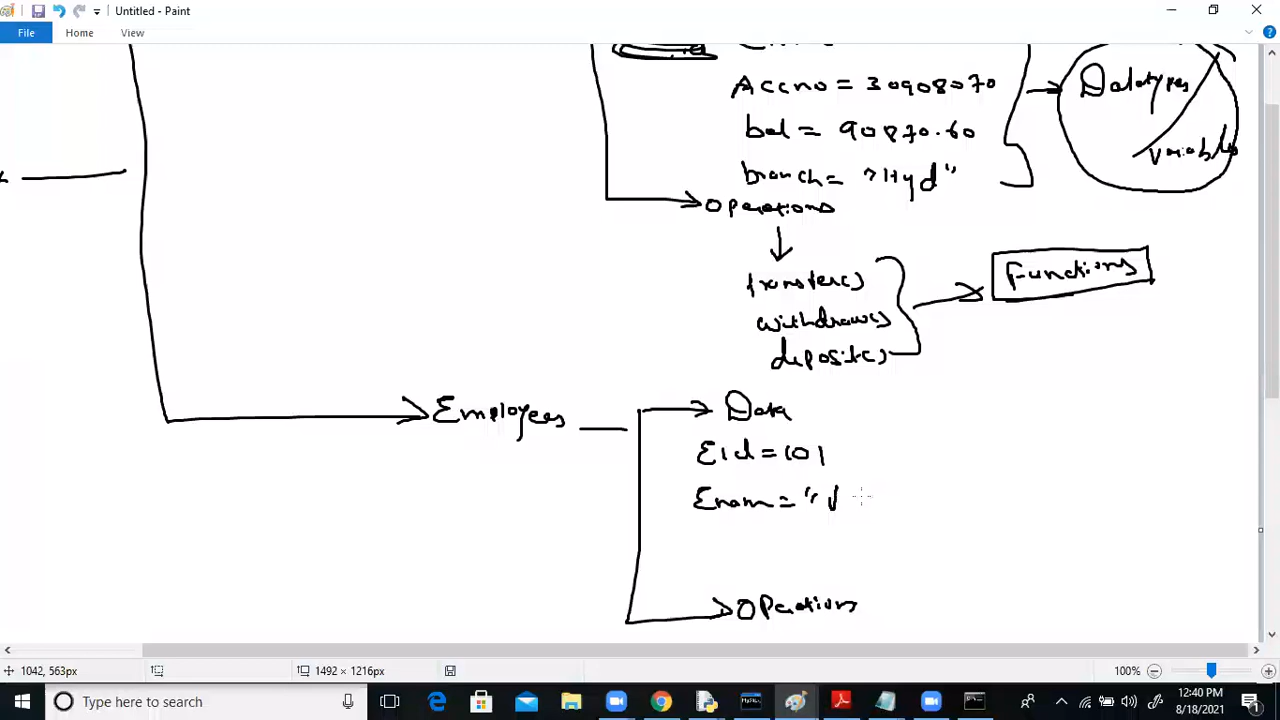 Untitled - Paint
File Home View
Accno = 30908070
bal = 90870.60
branch = "Hyd"
Datatypes
Variables
Operations
transfer()
withdraw()
deposit()
Functions
Employees
Data
Eid = 101
Enam = "V
Operations
1042, 563px
1492 × 1216px
100%
Type here to search
12:40 PM
8/18/2021